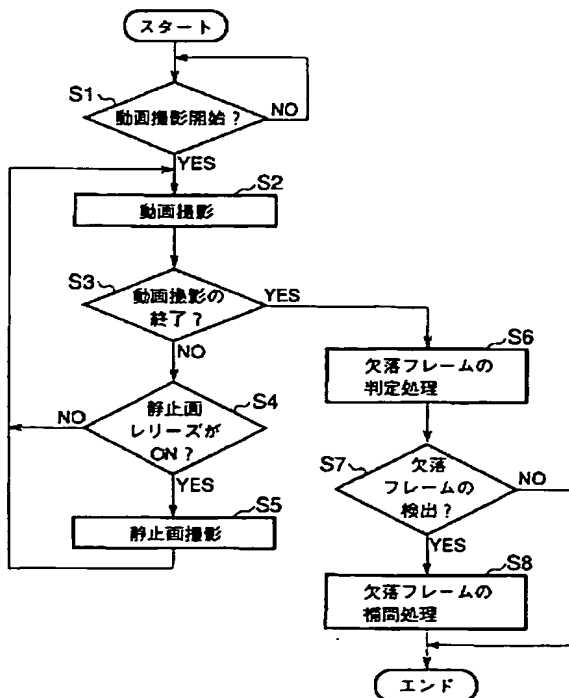 スタート
S1
動画撮影開始？
NO
YES
S2
動画撮影
S3
動画撮影の
終了？
YES
NO
S4
静止画
レリーズが
ON？
NO
YES
S5
静止画撮影
S6
欠落フレームの
判定処理
S7
欠落
フレームの
検出？
NO
YES
S8
欠落フレームの
補間処理
エンド